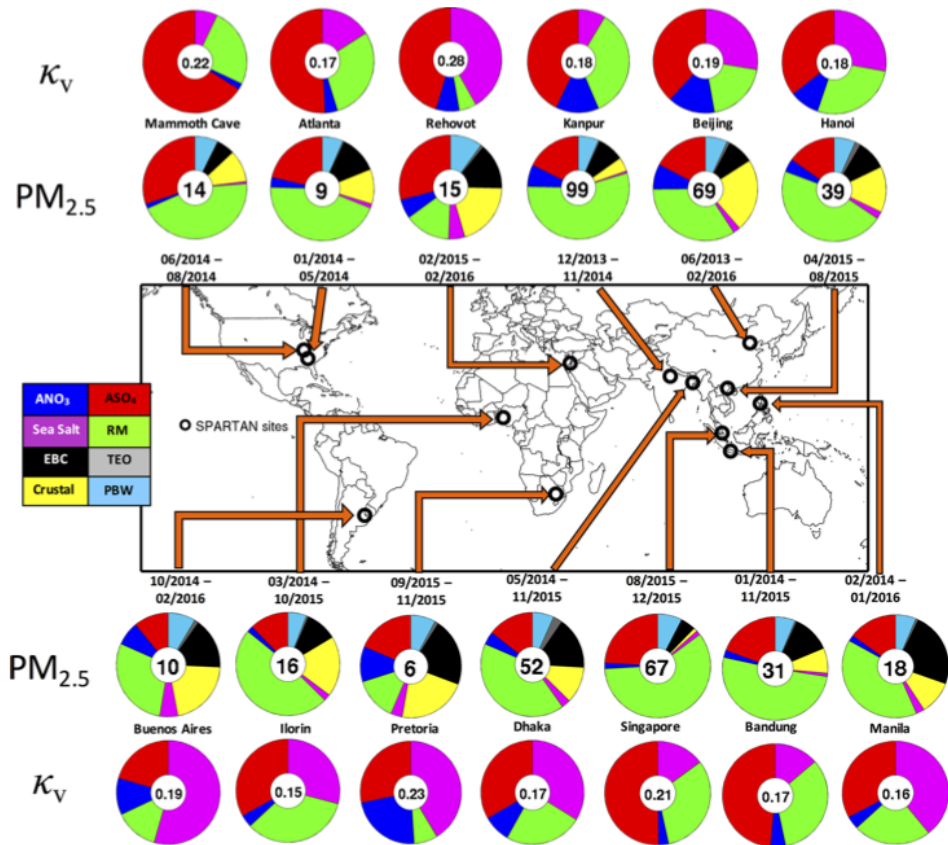 κv
0.22 0.17 0.28 0.18 0.19 0.18
Mammoth Cave Atlanta Rehovot Kanpur Beijing Hanoi
PM2.5
14 9 15 99 69 39
06/2014 – 01/2014 – 02/2015 – 12/2013 – 06/2013 – 04/2015 –
08/2014 05/2014 02/2016 11/2014 02/2016 08/2015
ANO3 ASO4
Sea Salt RM
EBC TEO
Crustal PBW
SPARTAN sites
10/2014 – 03/2014 – 09/2015 – 05/2014 – 08/2015 – 01/2014 – 02/2014 –
02/2016 10/2015 11/2015 11/2015 12/2015 11/2015 01/2016
PM2.5
10 16 6 52 67 31 18
Buenos Aires Ilorin Pretoria Dhaka Singapore Bandung Manila
κv
0.19 0.15 0.23 0.17 0.21 0.17 0.16